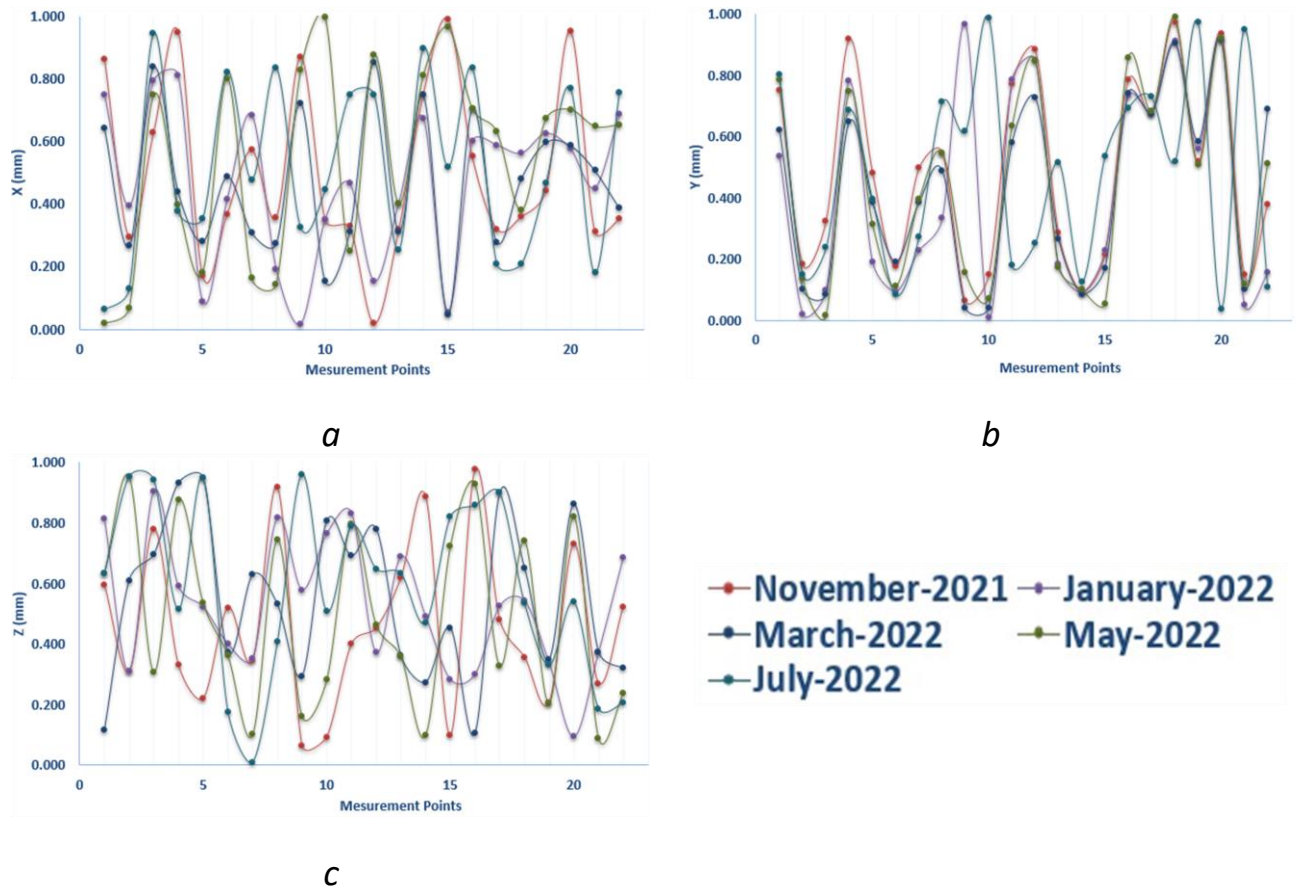 X (mm)
1.000
0.800
0.600
0.400
0.200
0.000
0 5 10 15 20
Mesurement Points
a
Y (mm)
1.000
0.800
0.600
0.400
0.200
0.000
0 5 10 15 20
Mesurement Points
b
Z (mm)
1.000
0.800
0.600
0.400
0.200
0.000
0 5 10 15 20
Mesurement Points
c
November-2021 January-2022
March-2022 May-2022
July-2022